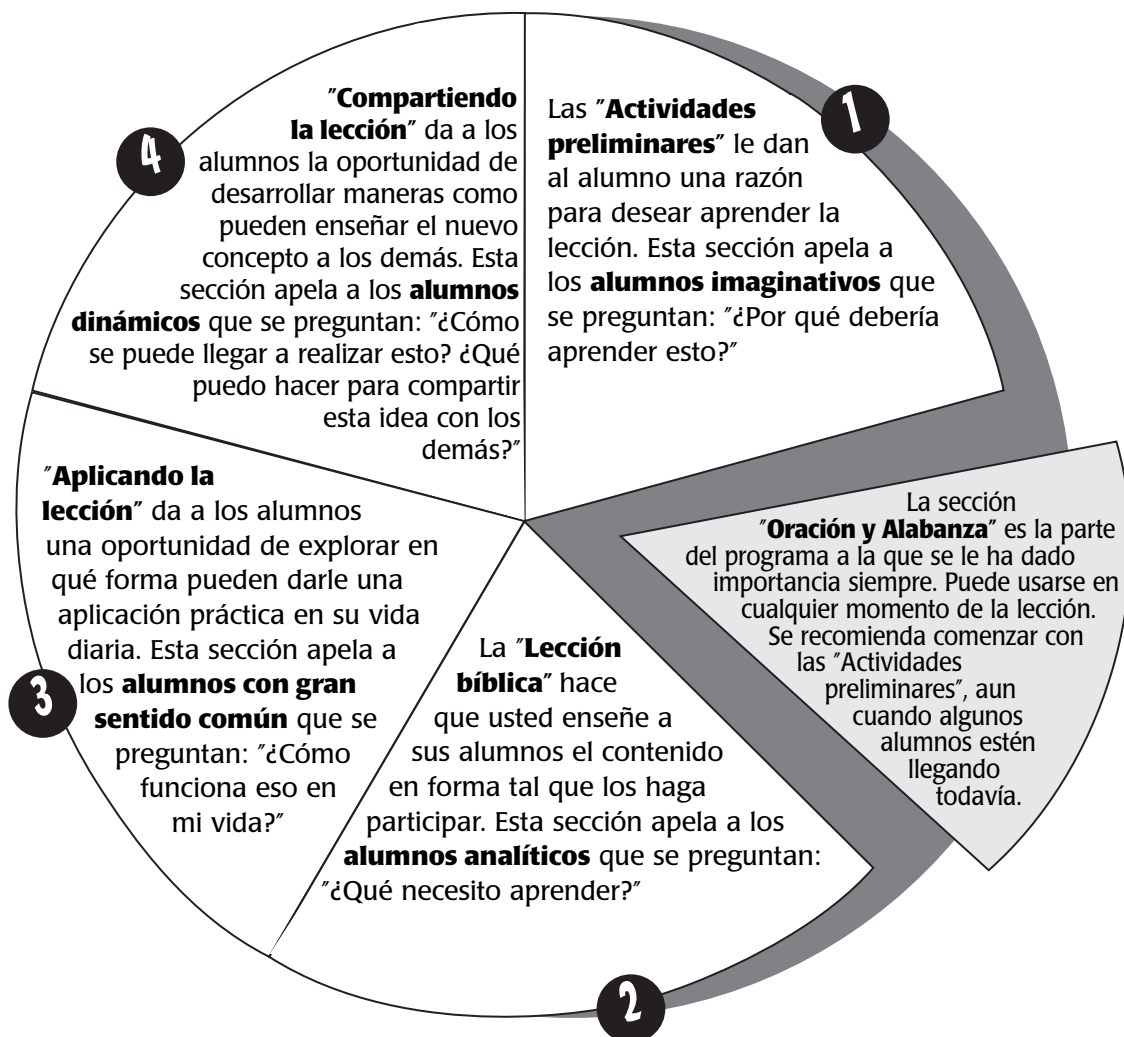 1
Las "Actividades
preliminares" le dan
al alumno una razón
para desear aprender la
lección. Esta sección apela a
los alumnos imaginativos que
se preguntan: "¿Por qué debería
aprender esto?"
La sección
"Oración y Alabanza" es la parte
del programa a la que se le ha dado
importancia siempre. Puede usarse en
cualquier momento de la lección.
Se recomienda comenzar con
las "Actividades
preliminares", aun
cuando algunos
alumnos estén
llegando
todavía.
2
La "Lección
bíblica" hace
que usted enseñe a
sus alumnos el contenido
en forma tal que los haga
participar. Esta sección apela a los
alumnos analíticos que se preguntan:
"¿Qué necesito aprender?"
3
"Aplicando la
lección" da a los alumnos
una oportunidad de explorar en
qué forma pueden darle una
aplicación práctica en su vida
diaria. Esta sección apela a
los alumnos con gran
sentido común que se
preguntan: "¿Cómo
funciona eso en
mi vida?"
4
"Compartiendo
la lección" da a los
alumnos la oportunidad de
desarrollar maneras como
pueden enseñar el nuevo
concepto a los demás. Esta
sección apela a los alumnos
dinámicos que se preguntan: "¿Cómo
se puede llegar a realizar esto? ¿Qué
puedo hacer para compartir
esta idea con los
demás?"